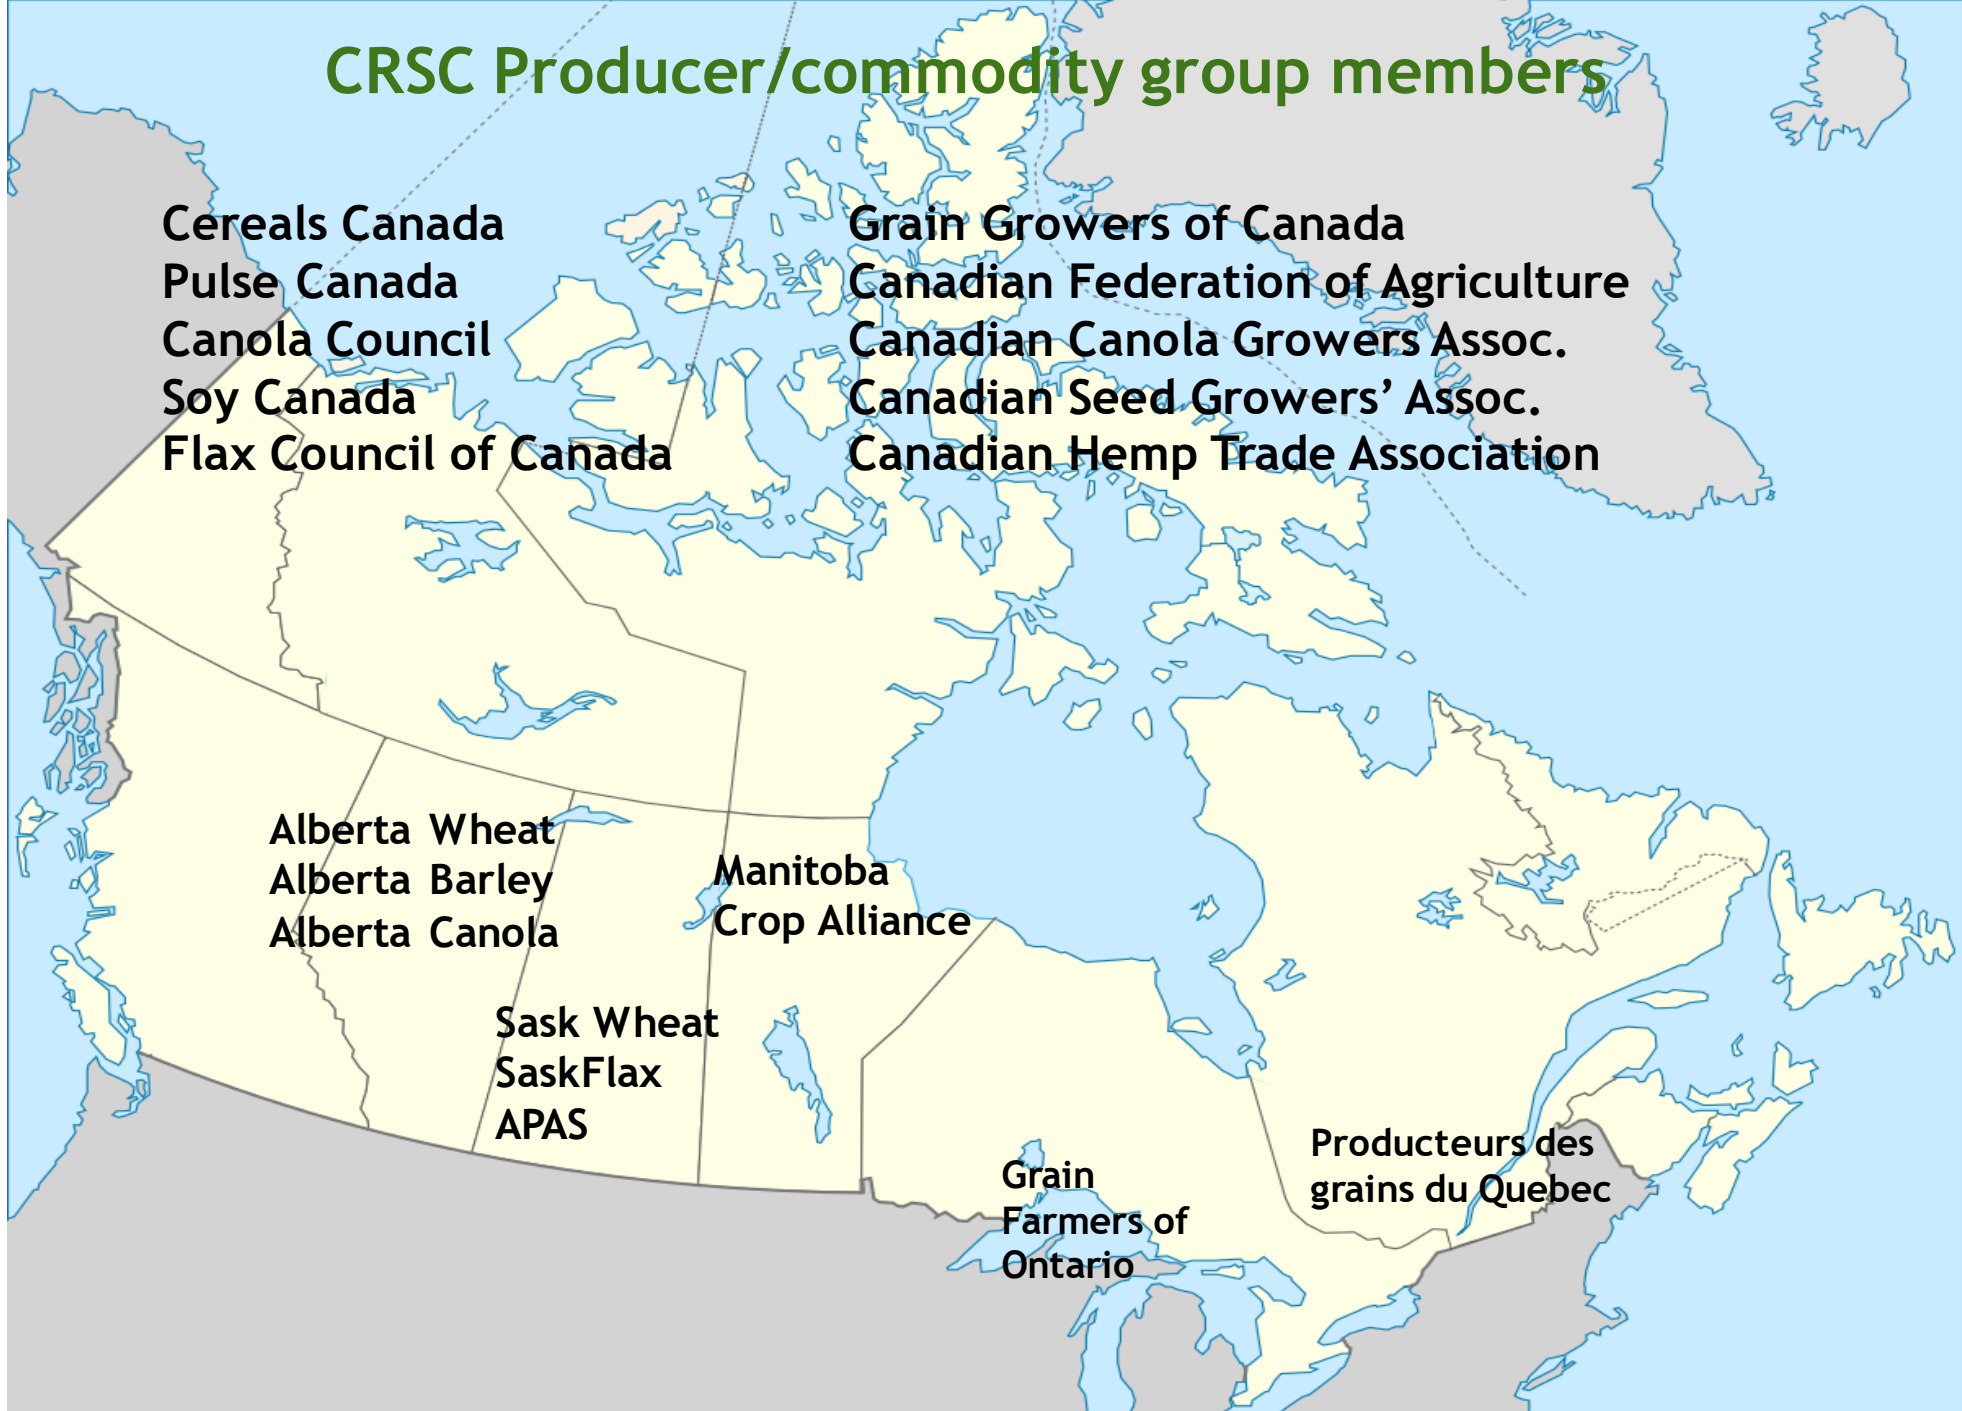 CRSC Producer/commodity group members
Cereals Canada
Pulse Canada
Canola Council
Soy Canada
Flax Council of Canada
Grain Growers of Canada
Canadian Federation of Agriculture
Canadian Canola Growers Assoc.
Canadian Seed Growers’ Assoc.
Canadian Hemp Trade Association
Alberta Wheat
Alberta Barley
Alberta Canola
Sask Wheat
SaskFlax
APAS
Manitoba
Crop Alliance
Grain
Farmers of
Ontario
Producteurs des
grains du Quebec